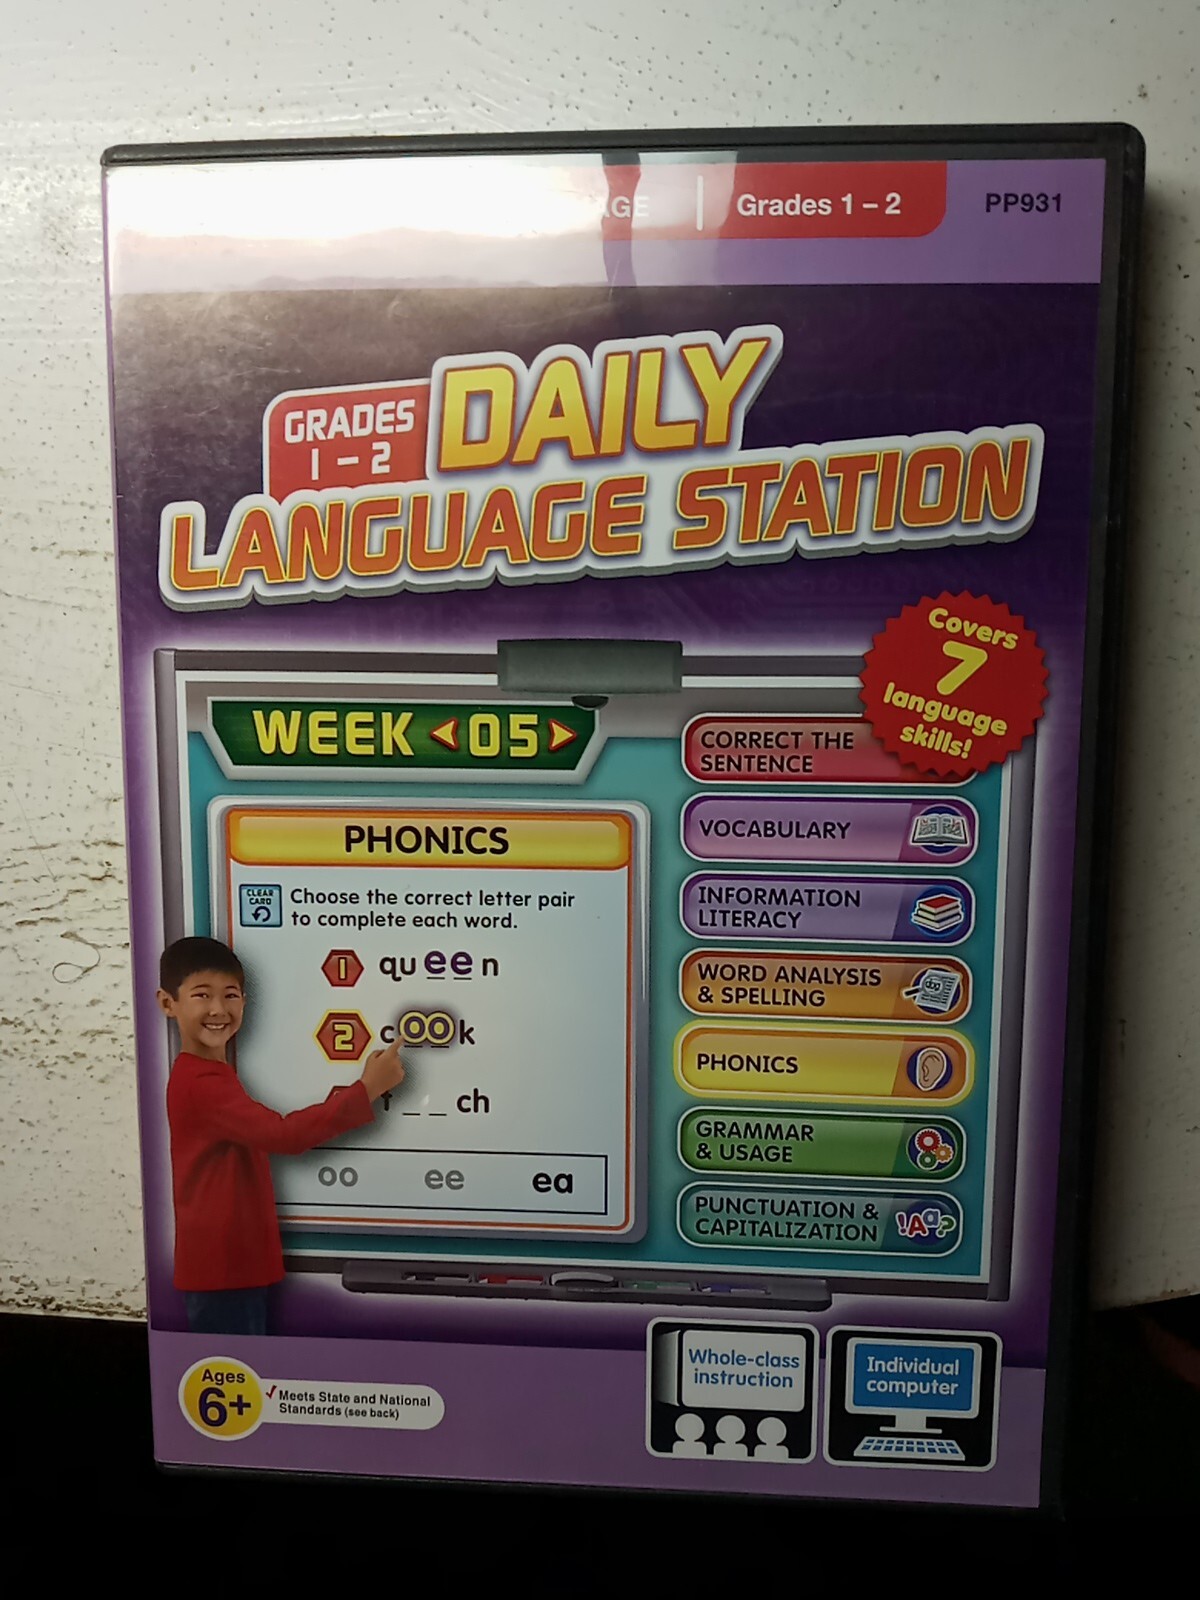 Grades 1 – 2
PP931
GRADES
1 – 2
DAILY
LANGUAGE STATION
Covers
7
language
skills!
WEEK 05
PHONICS
CLEAR
CARD
Choose the correct letter pair
to complete each word.
1 queen
2 cook
_ _ ch
oo ee ea
CORRECT THE
SENTENCE
VOCABULARY
INFORMATION
LITERACY
WORD ANALYSIS
& SPELLING
dog
PHONICS
GRAMMAR
& USAGE
PUNCTUATION &
CAPITALIZATION
!Aa?
Ages
6+
Meets State and National
Standards (see back)
Whole-class
instruction
Individual
computer